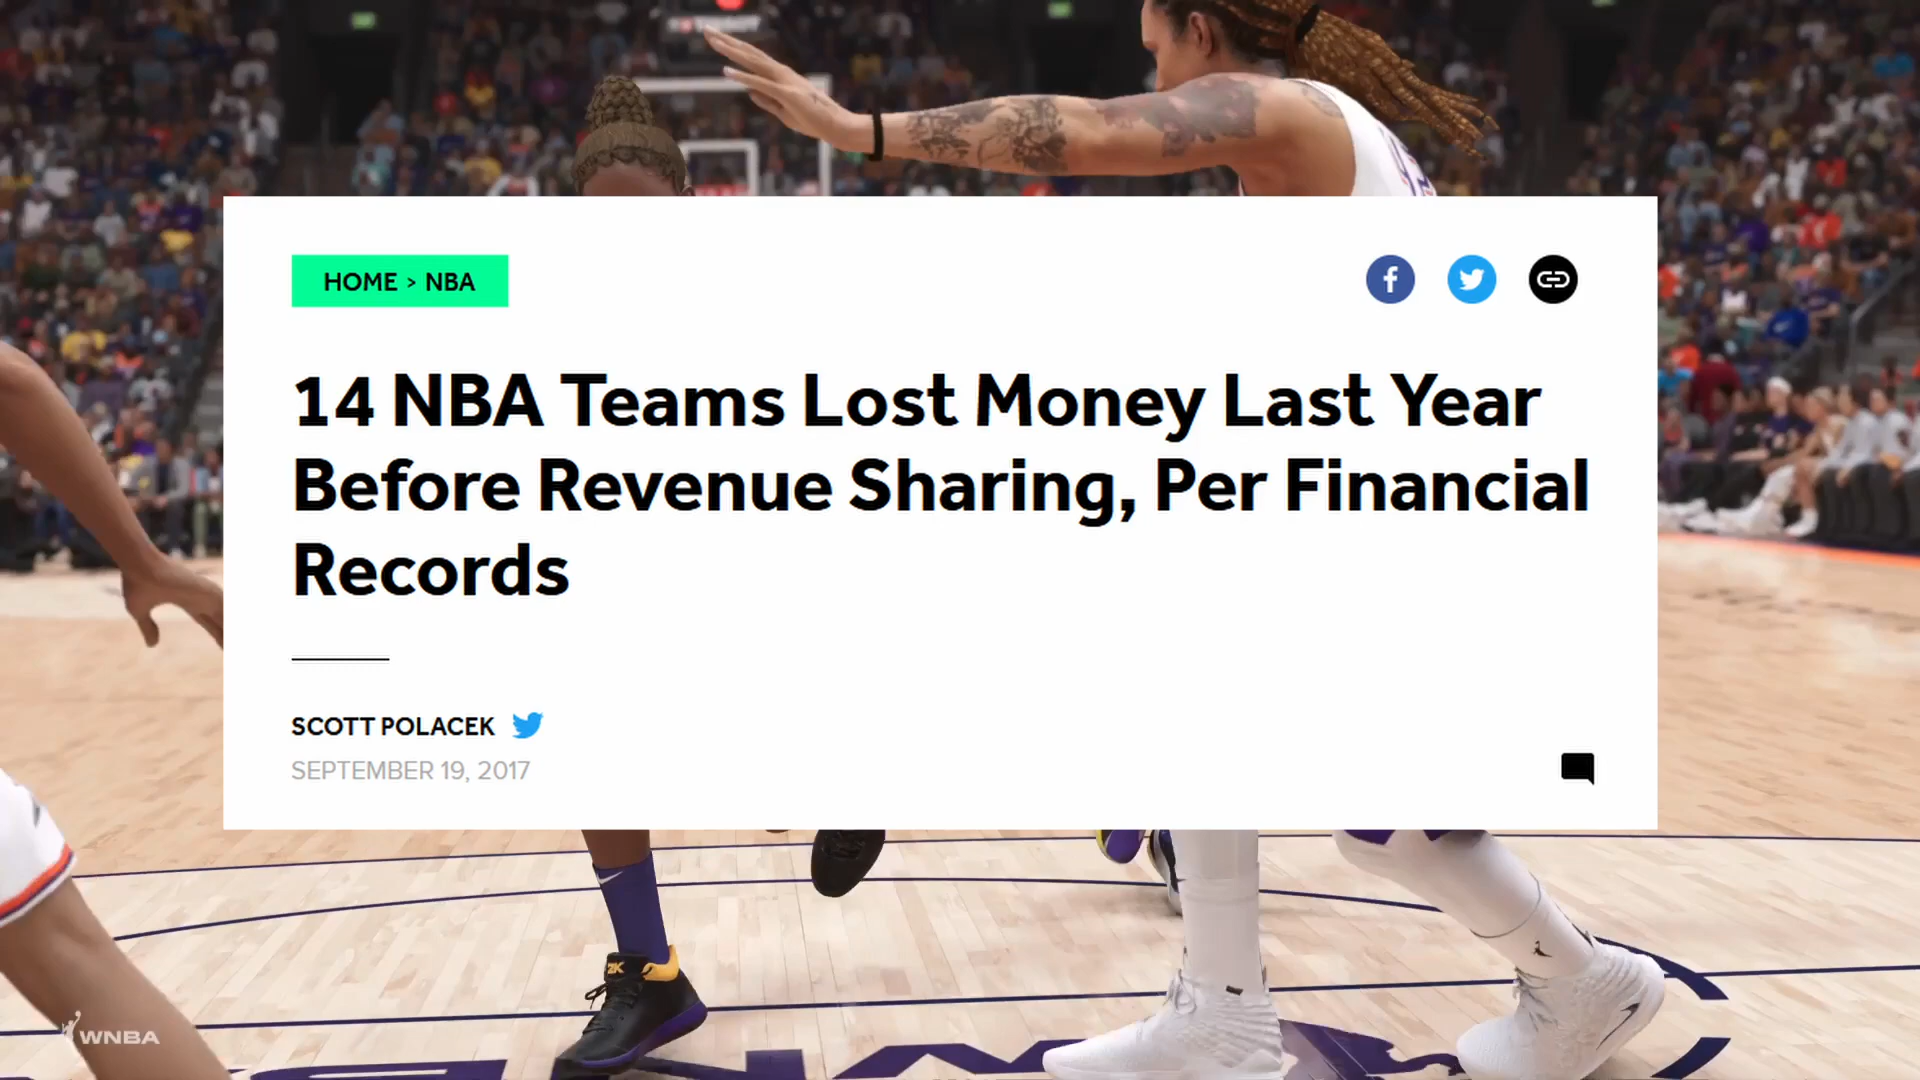 HOME > NBA
14 NBA Teams Lost Money Last Year
Before Revenue Sharing, Per Financial
Records
SCOTT POLACEK
SEPTEMBER 19, 2017
2K
WNBA